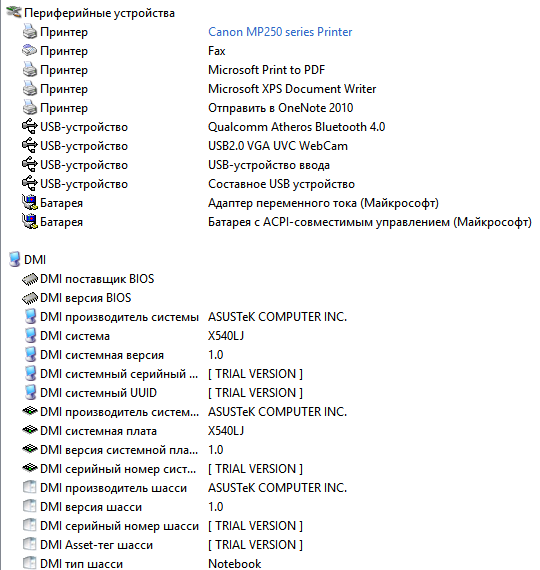 Периферийные устройства
Принтер Canon MP250 series Printer
Принтер Fax
Принтер Microsoft Print to PDF
Принтер Microsoft XPS Document Writer
Принтер Отправить в OneNote 2010
USB-устройство Qualcomm Atheros Bluetooth 4.0
USB-устройство USB2.0 VGA UVC WebCam
USB-устройство USB-устройство ввода
USB-устройство Составное USB устройство
Батарея Адаптер переменного тока (Майкрософт)
Батарея Батарея с ACPI-совместимым управлением (Майкрософт)
DMI
DMI поставщик BIOS
DMI версия BIOS
DMI производитель системы ASUSTeK COMPUTER INC.
DMI система X540LJ
DMI системная версия 1.0
DMI системный серийный ... [ TRIAL VERSION ]
DMI системный UUID [ TRIAL VERSION ]
DMI производитель систем... ASUSTeK COMPUTER INC.
DMI системная плата X540LJ
DMI версия системной пла... 1.0
DMI серийный номер сист... [ TRIAL VERSION ]
DMI производитель шасси ASUSTeK COMPUTER INC.
DMI версия шасси 1.0
DMI серийный номер шасси [ TRIAL VERSION ]
DMI Asset-тег шасси [ TRIAL VERSION ]
DMI тип шасси Notebook